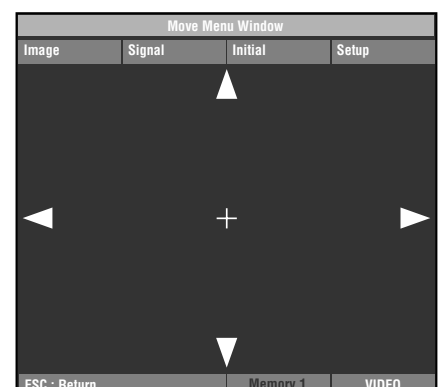 Move Menu Window
Image Signal Initial Setup
ESC : Return Memory 1 VIDEO